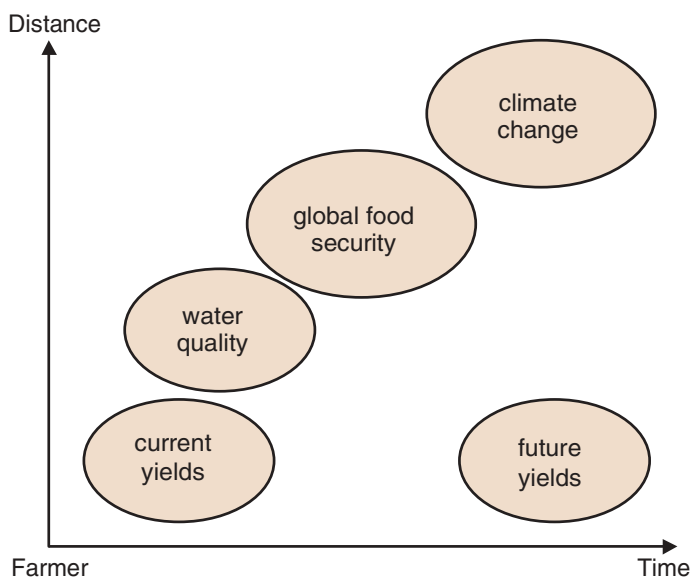 Distance
climate
change
global food
security
water
quality
current
yields
future
yields
Farmer
Time